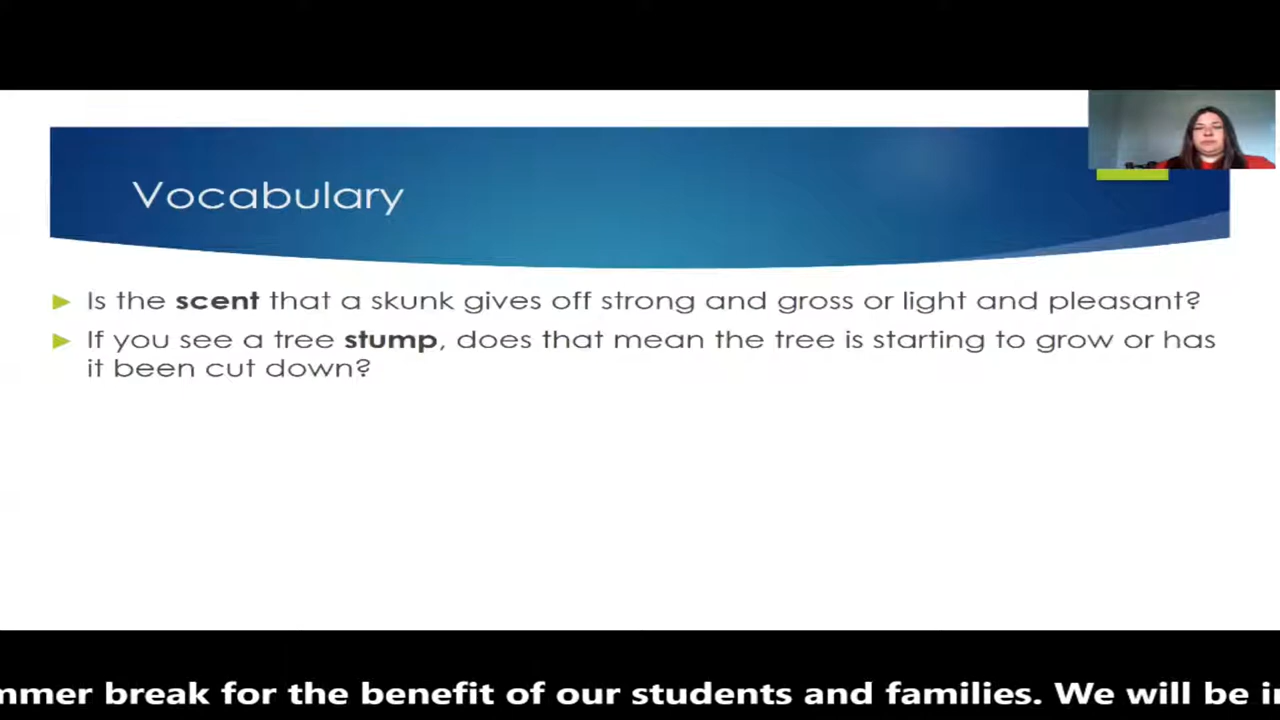 Vocabulary
Is the scent that a skunk gives off strong and gross or light and pleasant?
If you see a tree stump, does that mean the tree is starting to grow or has
it been cut down?
break for the benefit of our students and families. We will be